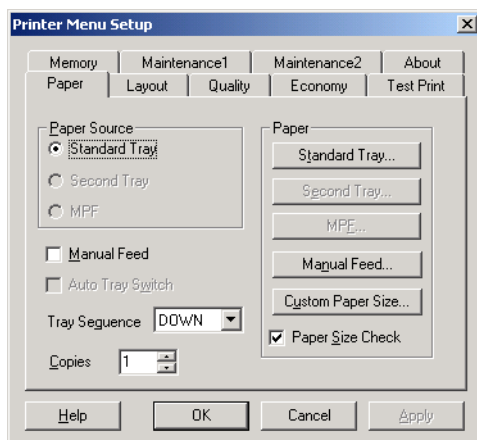 Printer Menu Setup
Memory Maintenance1 Maintenance2 About
Paper Layout Quality Economy Test Print
Paper Source
Standard Tray
Second Tray
MPF
Manual Feed
Auto Tray Switch
Tray Sequence DOWN
Copies 1
Paper
Standard Tray...
Second Tray...
MPF...
Manual Feed...
Custom Paper Size...
Paper Size Check
Help OK Cancel Apply